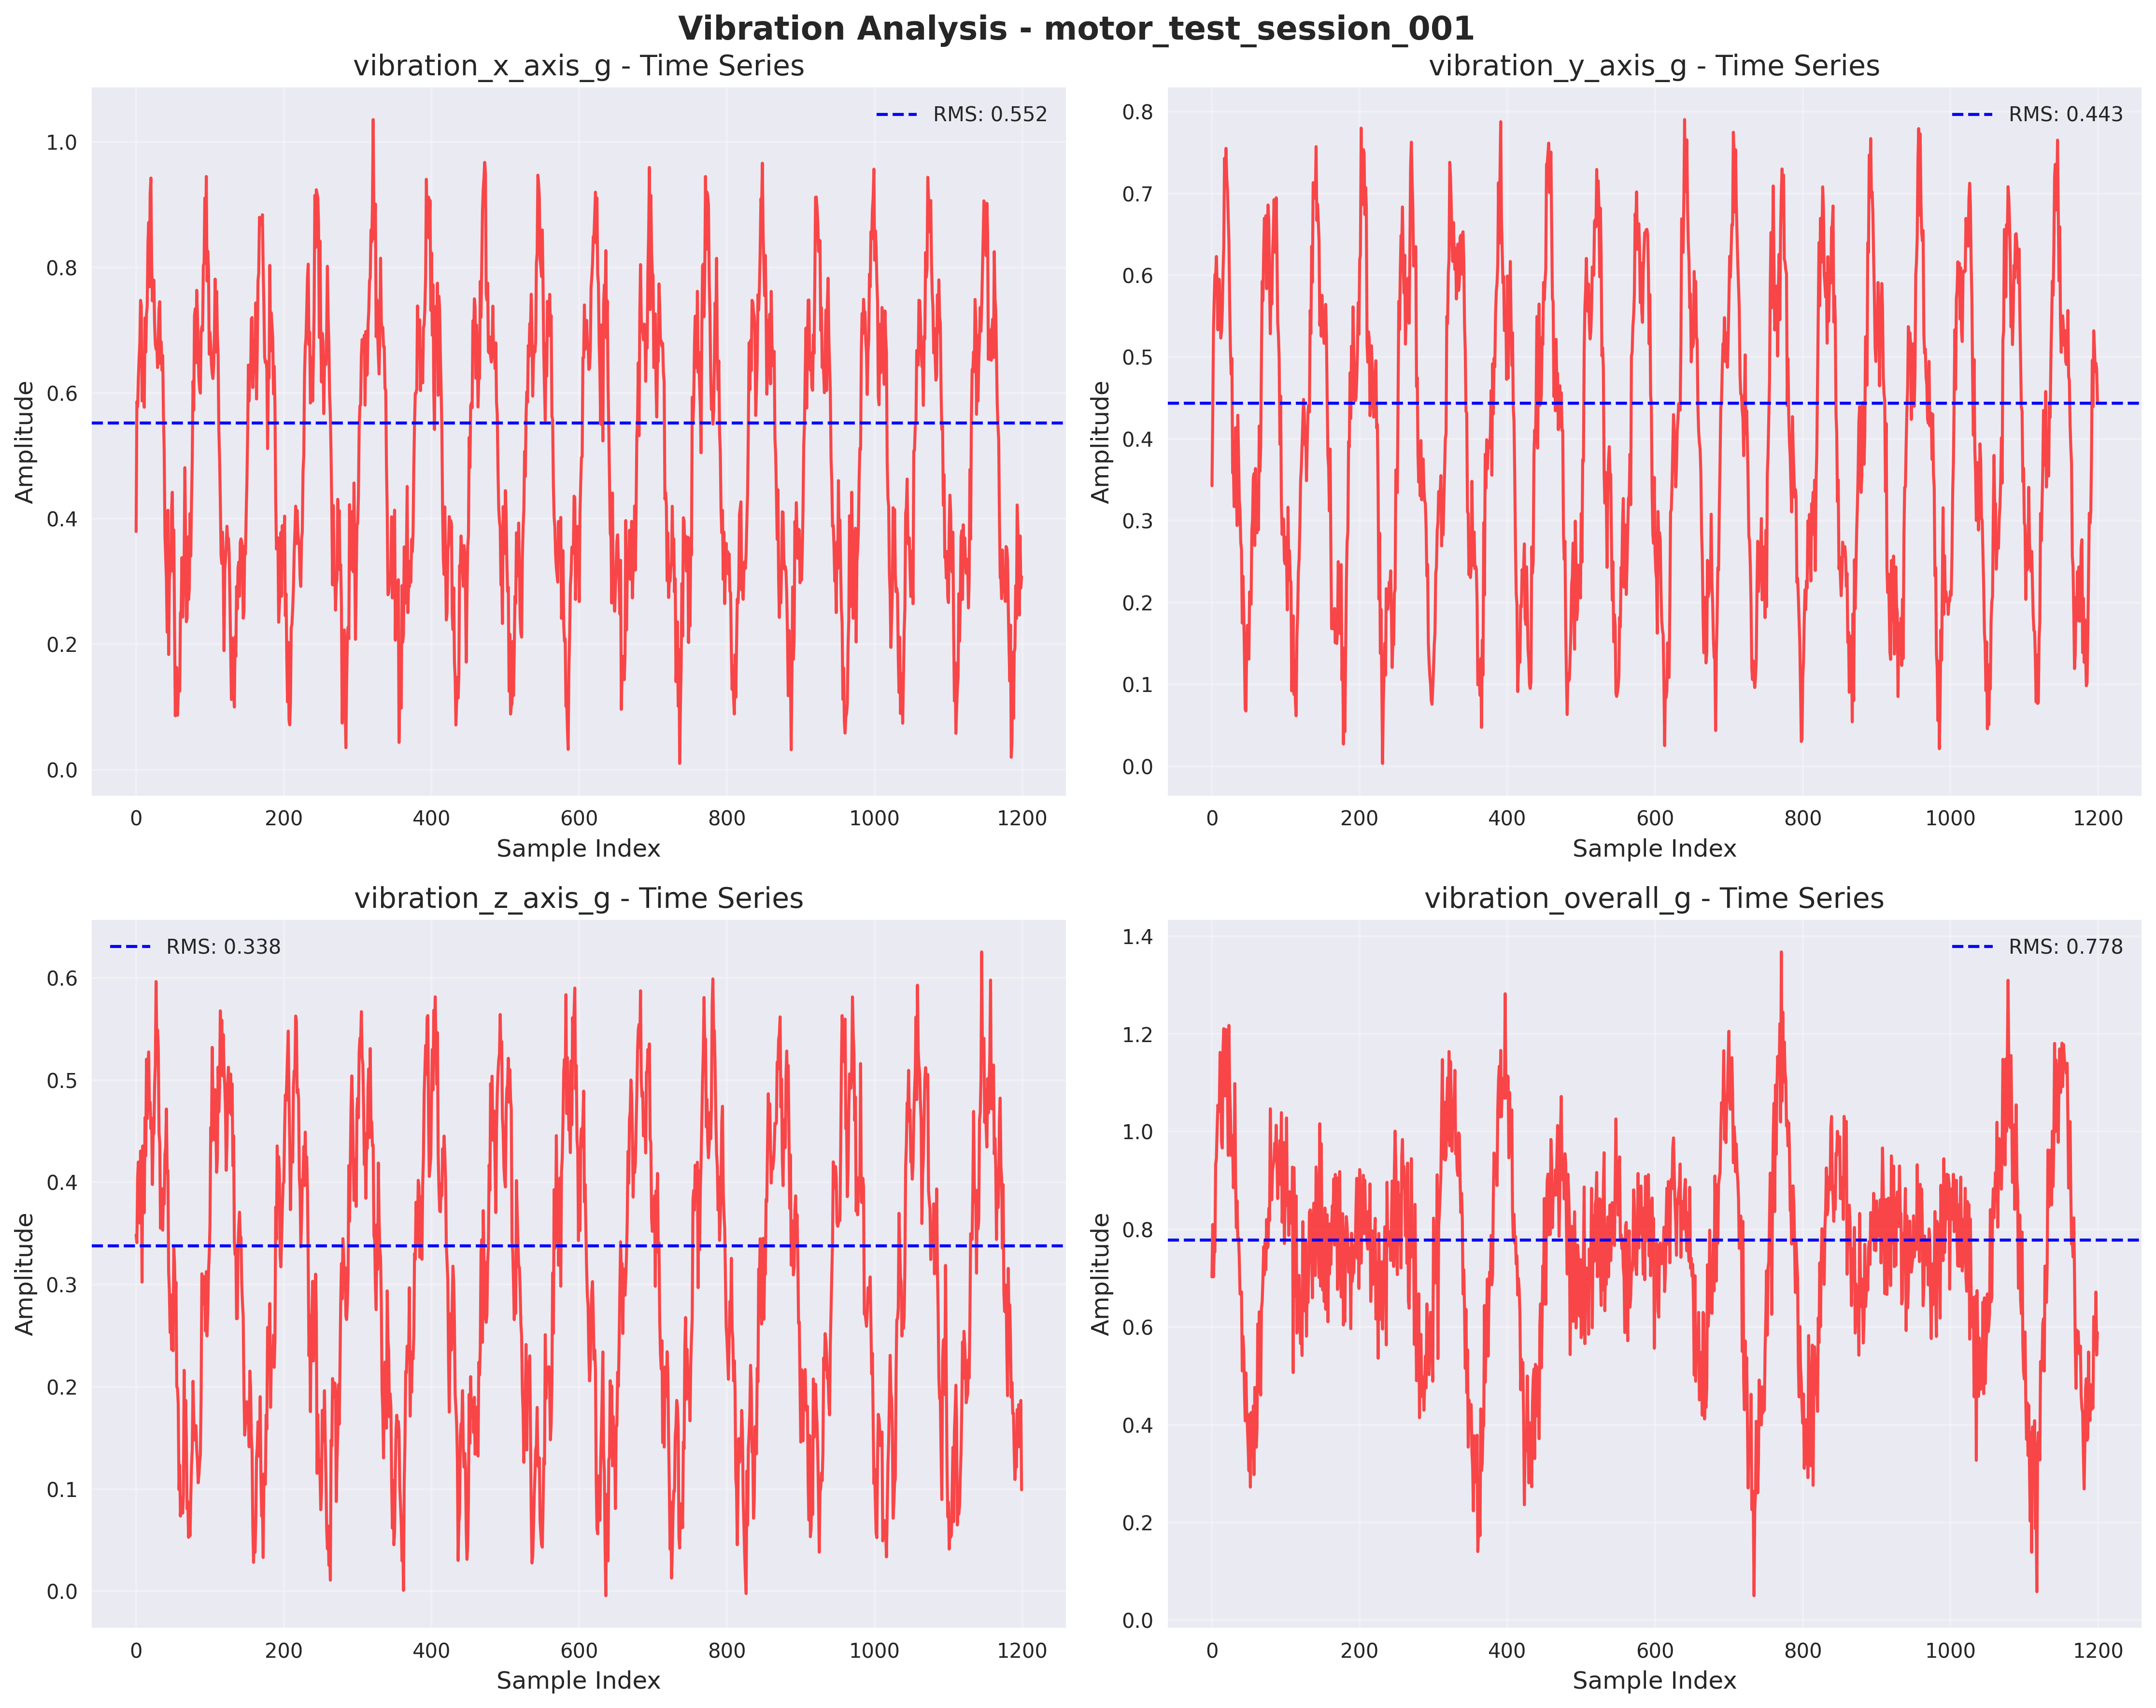 Vibration Analysis - motor_test_session_001
vibration_x_axis_g - Time Series
RMS: 0.552
Amplitude
1.0
0.8
0.6
0.4
0.2
0.0
0 200 400 600 800 1000 1200
Sample Index
vibration_y_axis_g - Time Series
RMS: 0.443
Amplitude
0.8
0.7
0.6
0.5
0.4
0.3
0.2
0.1
0.0
0 200 400 600 800 1000 1200
Sample Index
vibration_z_axis_g - Time Series
RMS: 0.338
Amplitude
0.6
0.5
0.4
0.3
0.2
0.1
0.0
0 200 400 600 800 1000 1200
Sample Index
vibration_overall_g - Time Series
RMS: 0.778
Amplitude
1.4
1.2
1.0
0.8
0.6
0.4
0.2
0.0
0 200 400 600 800 1000 1200
Sample Index